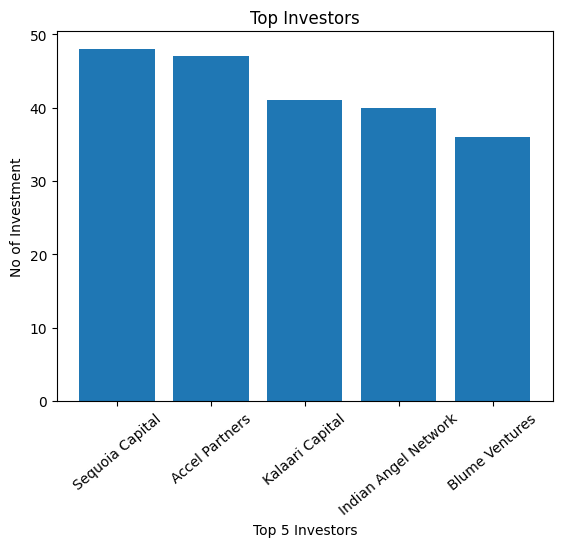 Top Investors
No of Investment
50
40
30
20
10
0
Sequoia Capital
Accel Partners
Kalaari Capital
Indian Angel Network
Blume Ventures
Top 5 Investors